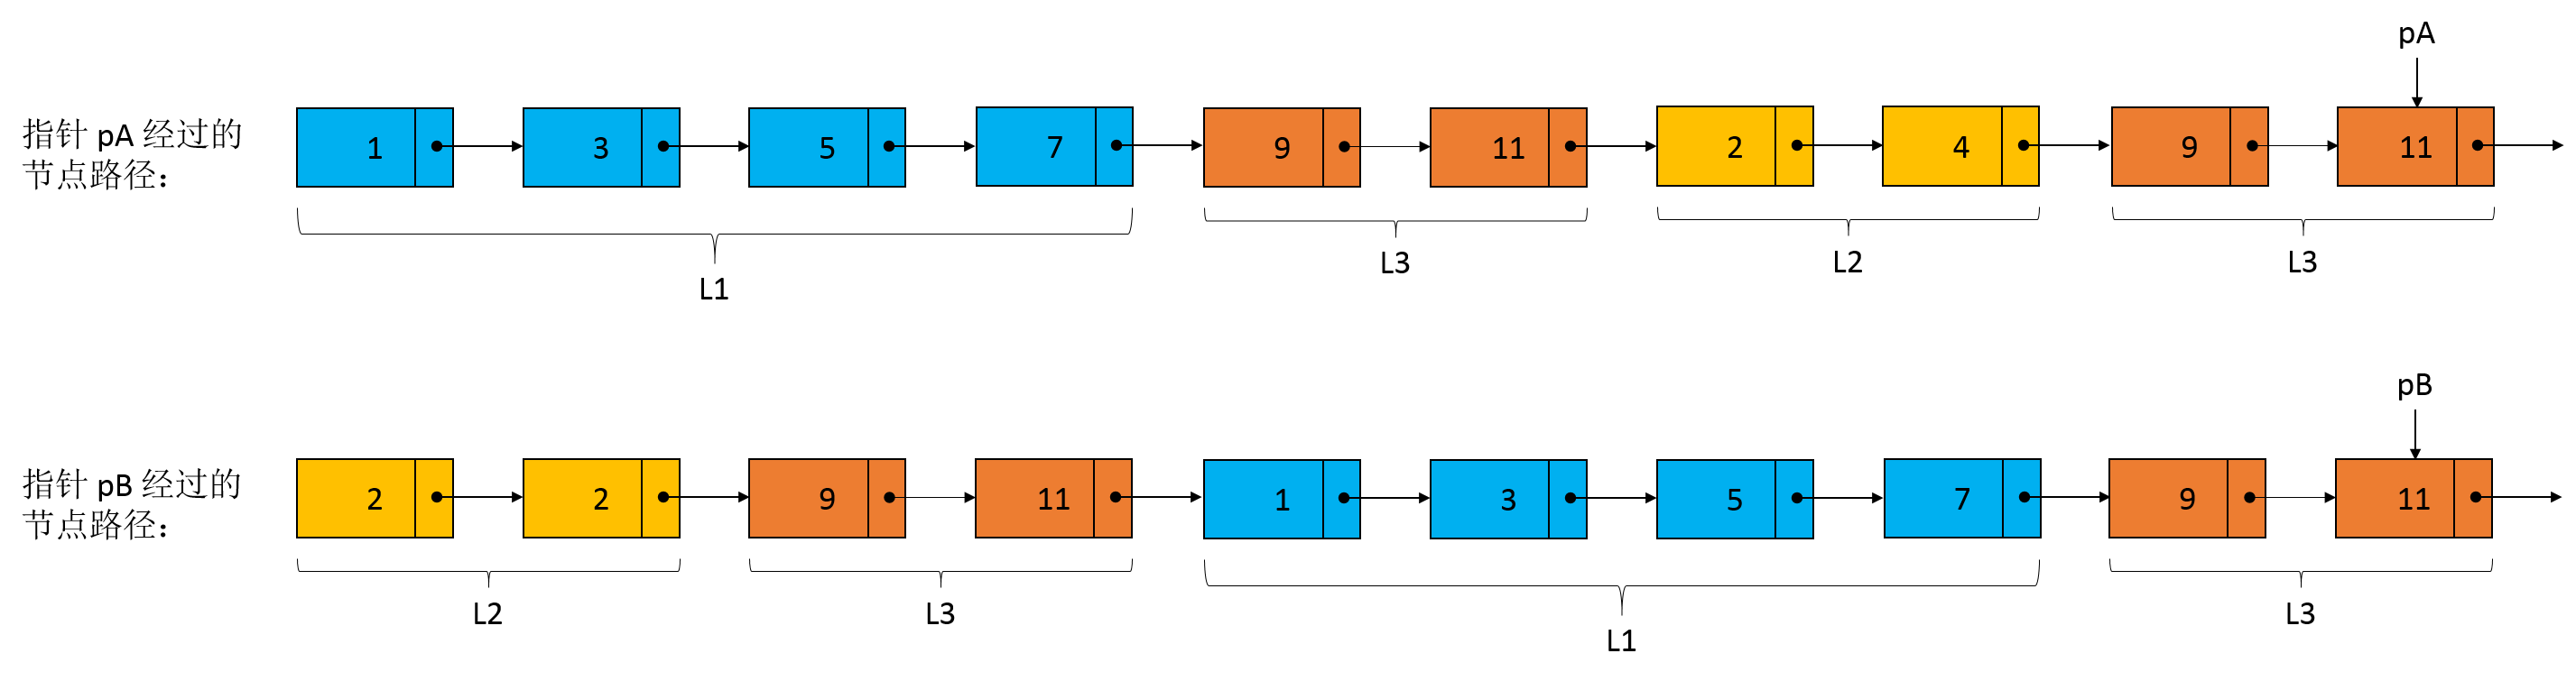 pA
指针 pA 经过的
节点路径：
1 3 5 7 9 11 2 4 9 11
L1 L3 L2 L3
pB
指针 pB 经过的
节点路径：
2 2 9 11 1 3 5 7 9 11
L2 L3 L1 L3